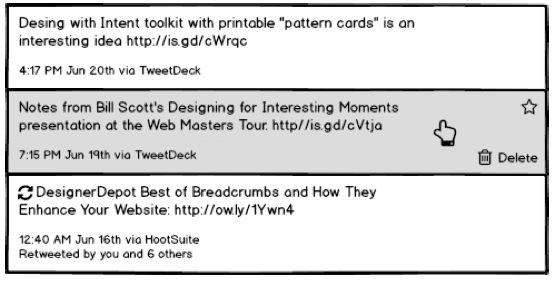 Desing with Intent toolkit with printable "pattern cards" is an
interesting idea http://is.gd/cWrqc
4:17 PM Jun 20th via TweetDeck
Notes from Bill Scott's Designing for Interesting Moments
presentation at the Web Masters Tour. http//is.gd/cVtja
7:15 PM Jun 19th via TweetDeck
Delete
DesignerDepot Best of Breadcrumbs and How They
Enhance Your Website: http://ow.ly/1Ywn4
12:40 AM Jun 16th via HootSuite
Retweeted by you and 6 others